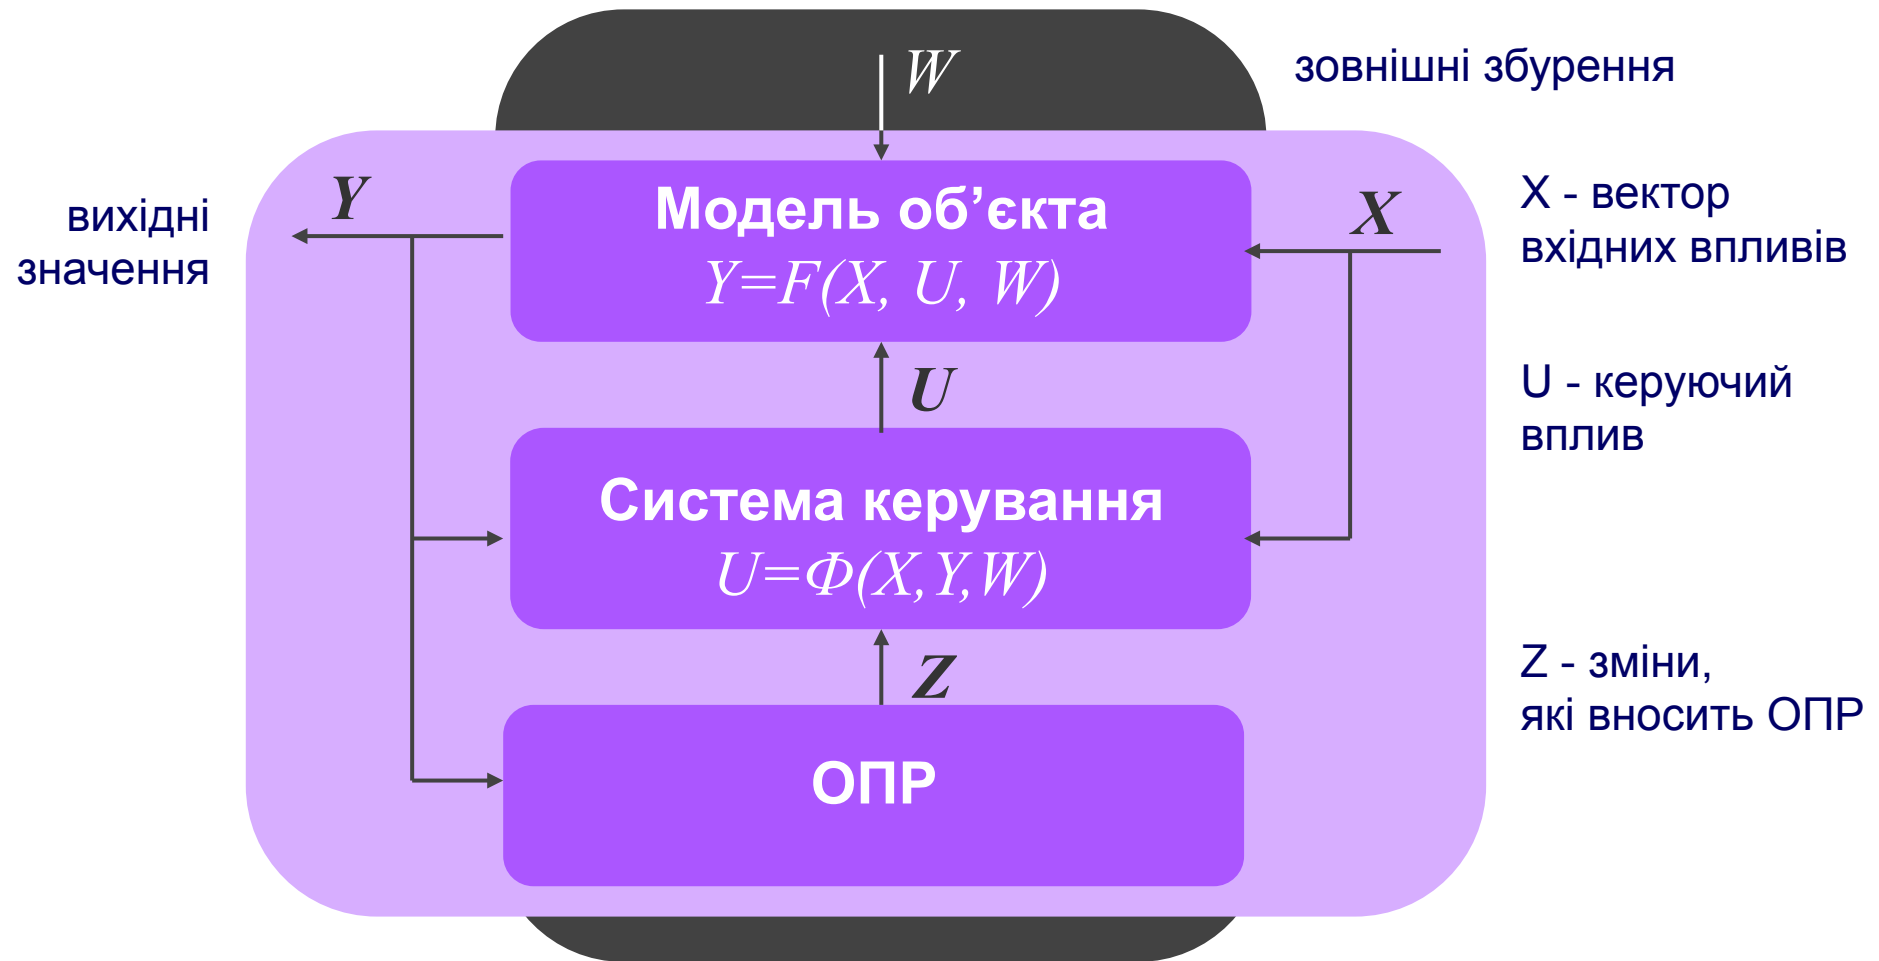 W
зовнішні збурення
вихідні
значення
Y
Модель об’єкта
Y=F(X, U, W)
X
X - вектор
вхідних впливів
U
U - керуючий
вплив
Система керування
U=Ф(X,Y,W)
Z
Z - зміни,
які вносить ОПР
ОПР